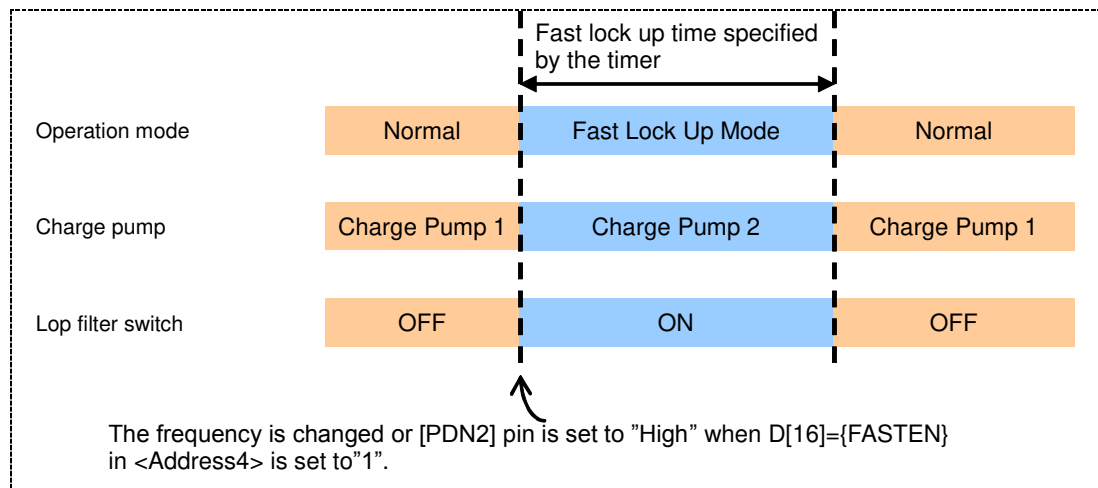 Fast lock up time specified
by the timer
Operation mode
Normal
Fast Lock Up Mode
Normal
Charge pump
Charge Pump 1
Charge Pump 2
Charge Pump 1
Lop filter switch
OFF
ON
OFF
The frequency is changed or [PDN2] pin is set to ”High” when D[16]={FASTEN}
in <Address4> is set to”1”.